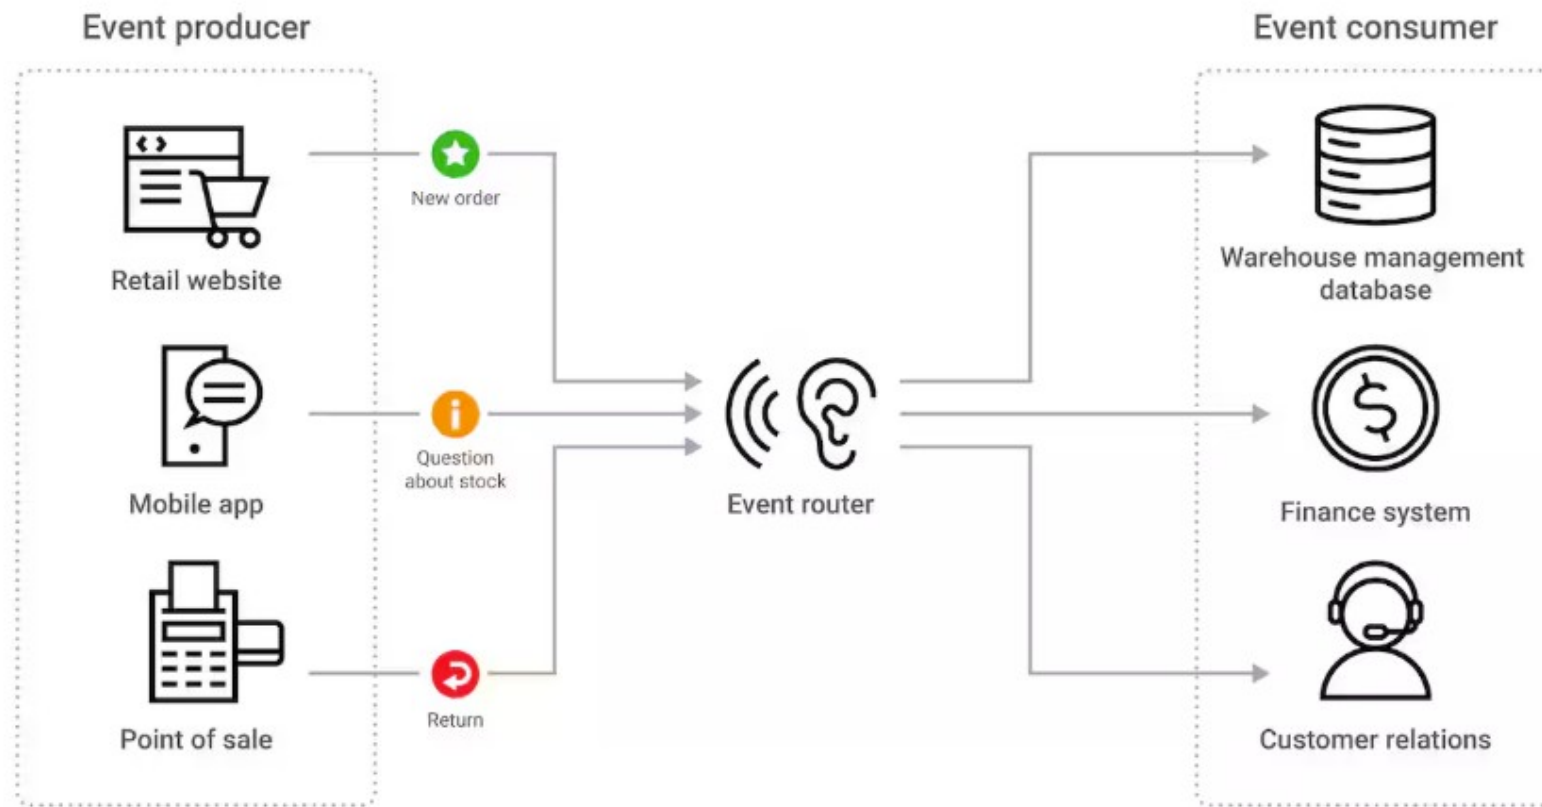 Event producer
Event consumer
New order
Retail website
Warehouse management
database
Question
about stock
Mobile app
Event router
Finance system
Return
Point of sale
Customer relations